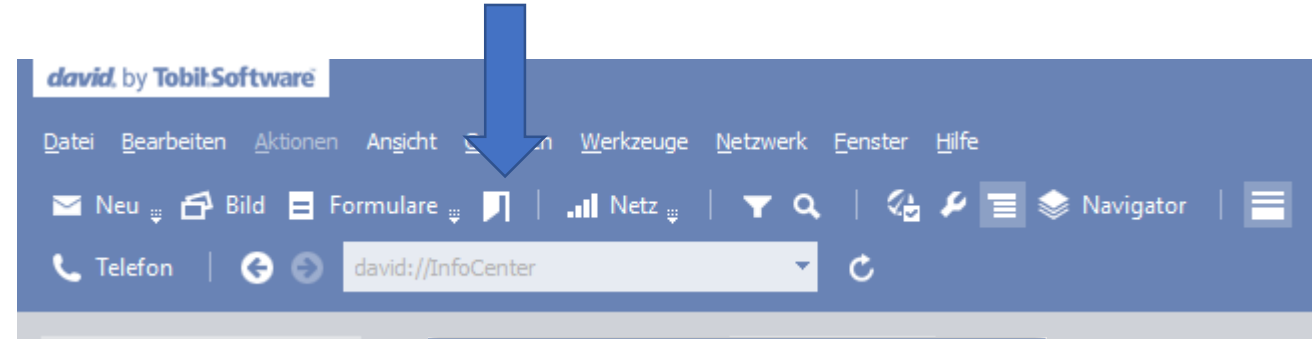 david, by Tobit.Software
Datei Bearbeiten Aktionen Ansicht Werkzeuge Netzwerk Fenster Hilfe
Neu Bild Formulare Netz Navigator
Telefon david://InfoCenter